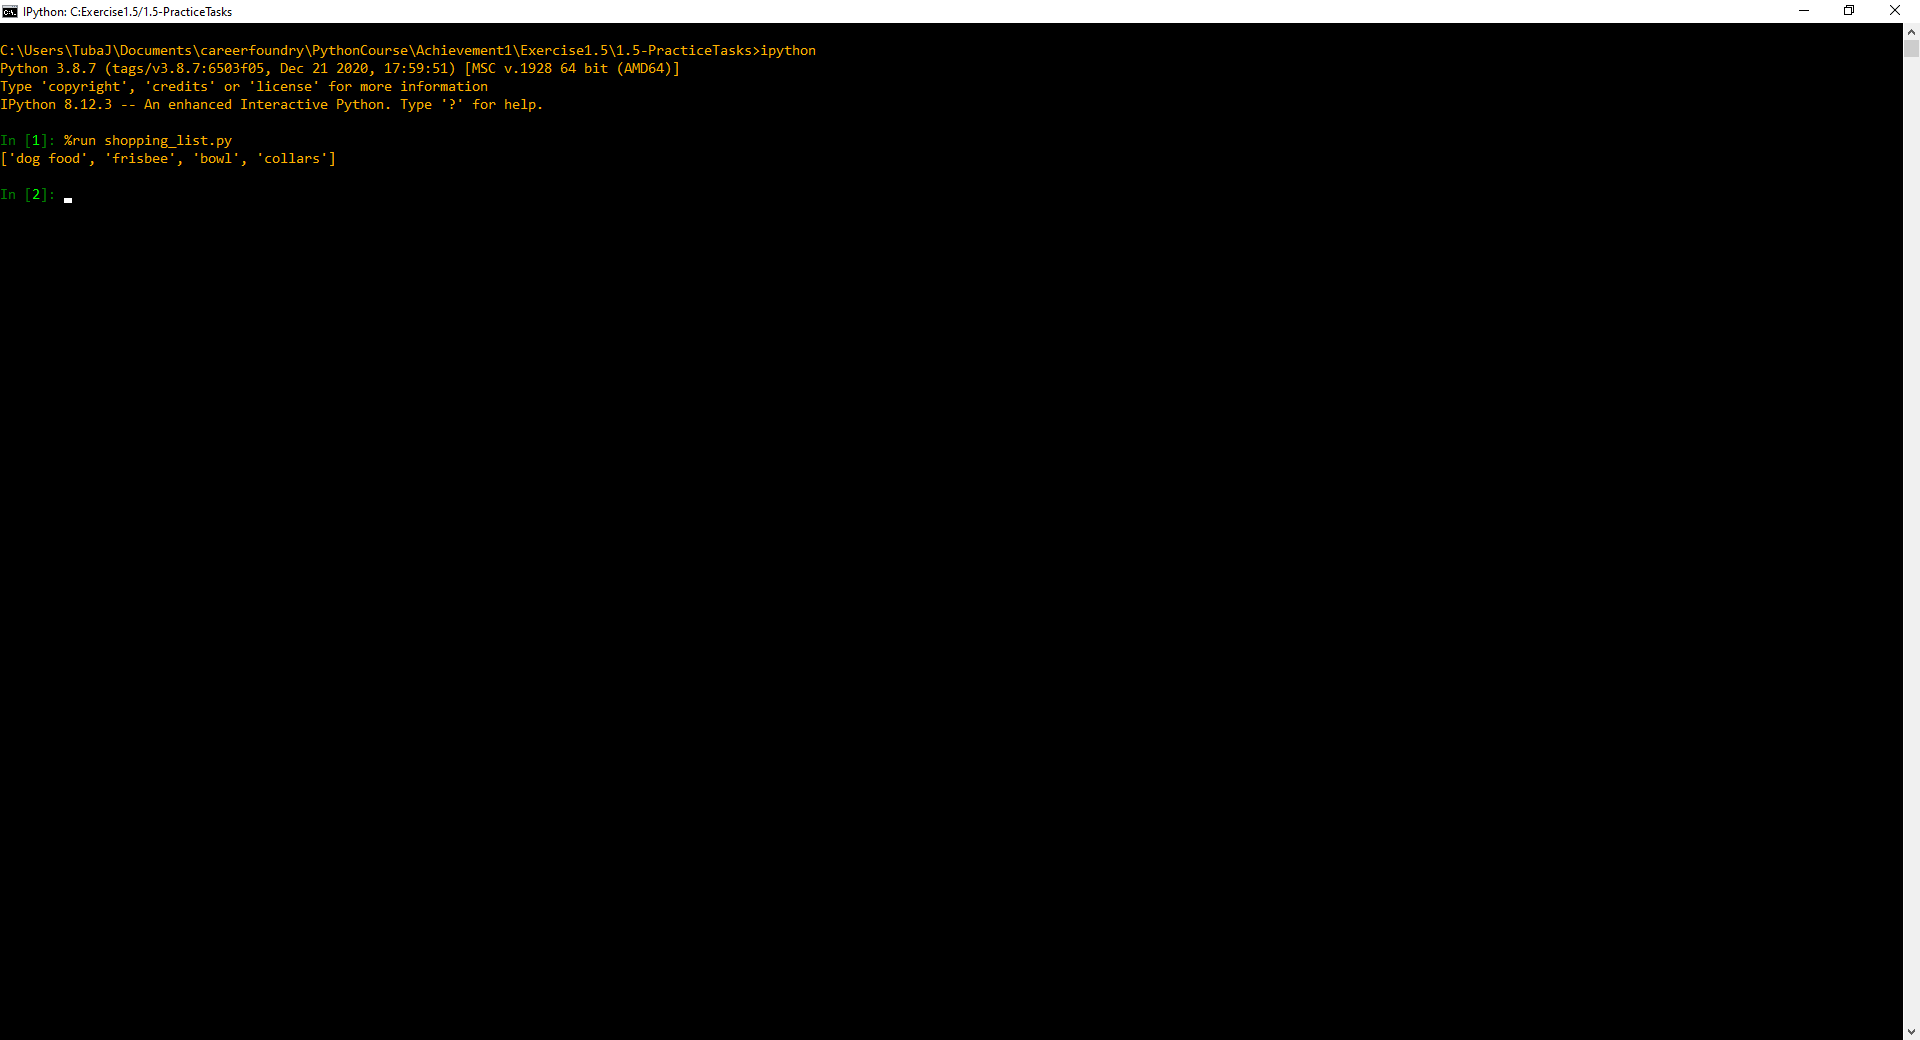 IPython: C:Exercise1.5/1.5-PracticeTasks
C:\Users\TubaJ\Documents\careerfoundry\PythonCourse\Achievement1\Exercise1.5\1.5-PracticeTasks>ipython
Python 3.8.7 (tags/v3.8.7:6503f05, Dec 21 2020, 17:59:51) [MSC v.1928 64 bit (AMD64)]
Type 'copyright', 'credits' or 'license' for more information
IPython 8.12.3 -- An enhanced Interactive Python. Type '?' for help.
In [1]: %run shopping_list.py
['dog food', 'frisbee', 'bowl', 'collars']
In [2]: